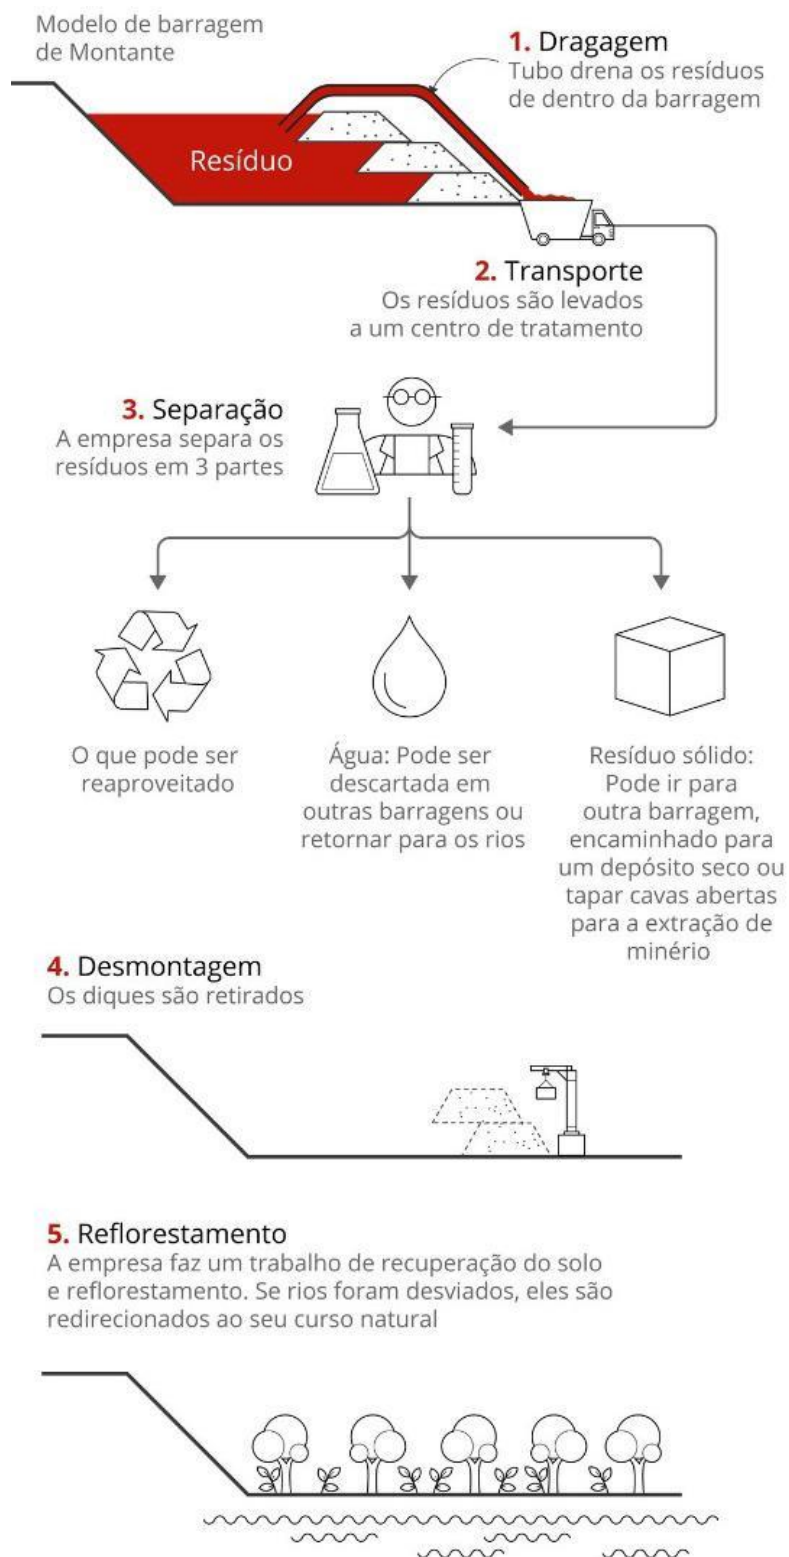 Modelo de barragem
de Montante
1. Dragagem
Tubo drena os resíduos
de dentro da barragem
Resíduo
2. Transporte
Os resíduos são levados
a um centro de tratamento
3. Separação
A empresa separa os
resíduos em 3 partes
O que pode ser
reaproveitado
Água: Pode ser
descartada em
outras barragens ou
retornar para os rios
Resíduo sólido:
Pode ir para
outra barragem,
encaminhado para
um depósito seco ou
tapar cavas abertas
para a extração de
minério
4. Desmontagem
Os diques são retirados
5. Reflorestamento
A empresa faz um trabalho de recuperação do solo
e reflorestamento. Se rios foram desviados, eles são
redirecionados ao seu curso natural